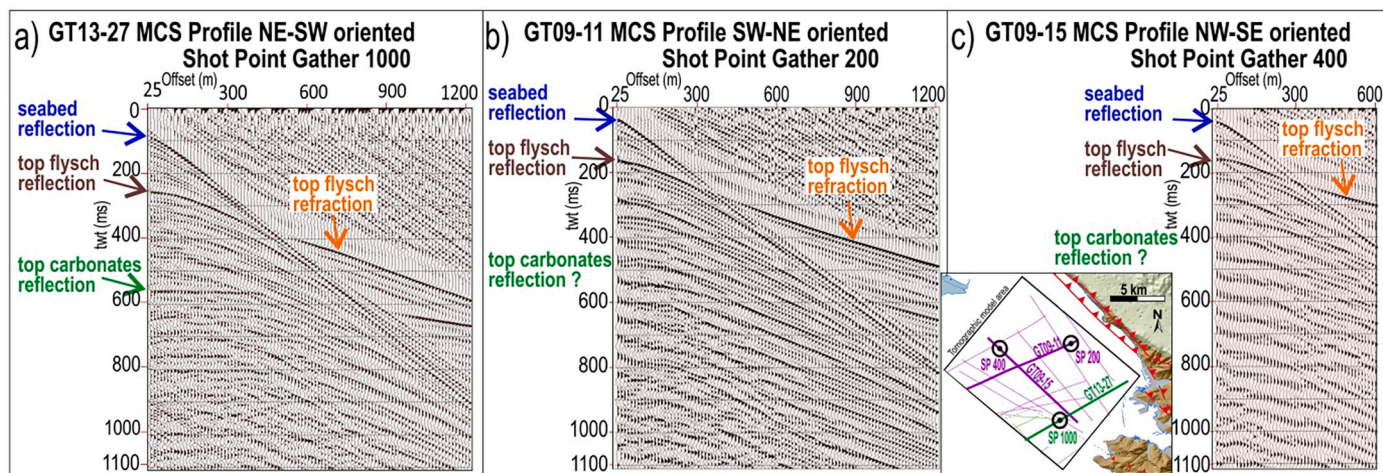 a) GT13-27 MCS Profile NE-SW oriented
Shot Point Gather 1000
Offset (m)
25 300 600 900 1200
seabed
reflection
top flysch
reflection
top carbonates
reflection
top flysch
refraction
twt (ms)
0
200
400
600
800
1000
1100
b) GT09-11 MCS Profile SW-NE oriented
Shot Point Gather 200
Offset (m)
25 300 600 900 1200
seabed
reflection
top flysch
reflection
top carbonates
reflection ?
top flysch
refraction
twt (ms)
0
200
400
600
800
1000
1100
c) GT09-15 MCS Profile NW-SE oriented
Shot Point Gather 400
Offset (m)
25 300 600
seabed
reflection
top flysch
reflection
top carbonates
reflection ?
top flysch
refraction
twt (ms)
0
200
400
600
800
1000
1100
Tomographic model area
5 km
N
SP 400
GT09-11
SP 200
GT09-15
GT13-27
SP 1000